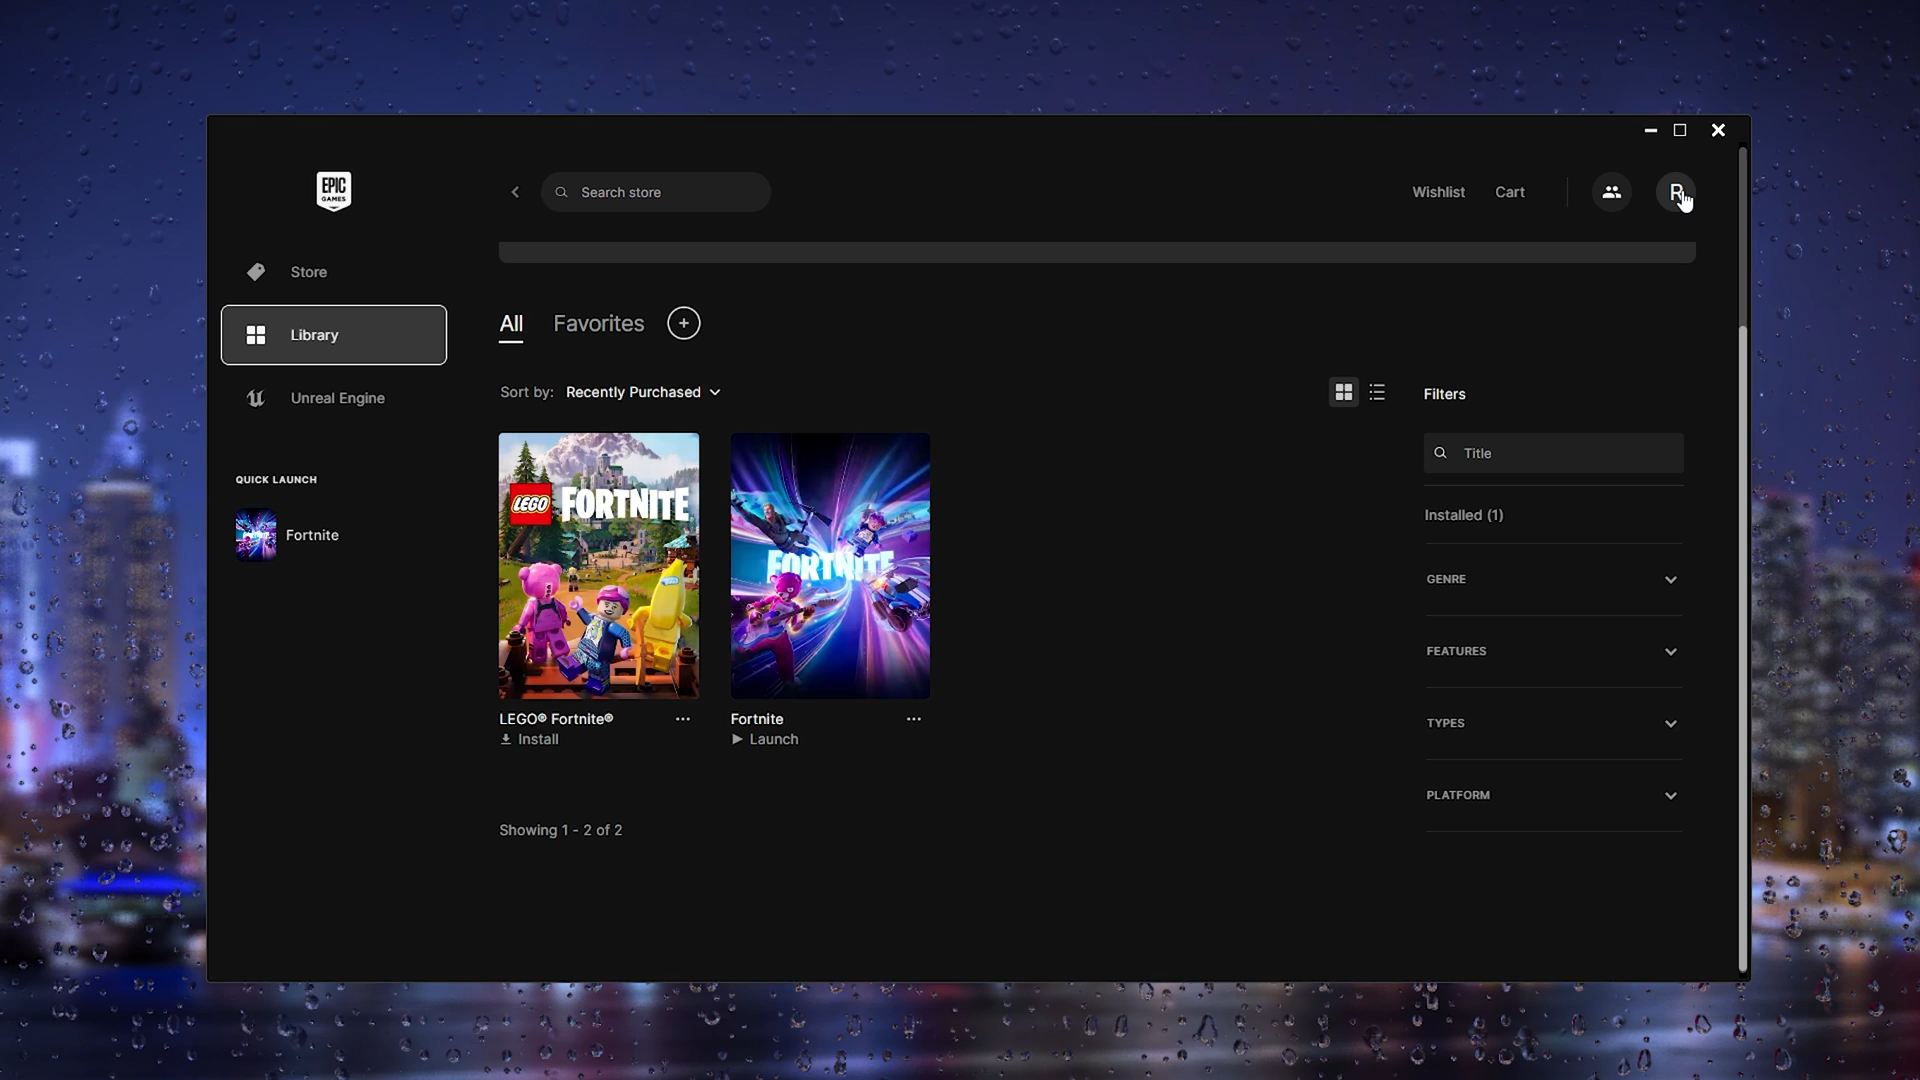 EPIC
GAMES
Search store
Wishlist
Cart
R
Store
Library
Unreal Engine
QUICK LAUNCH
Fortnite
All
Favorites
Sort by: Recently Purchased
Filters
Title
Installed (1)
GENRE
FEATURES
TYPES
PLATFORM
LEGO FORTNITE
FORTNITE
LEGO® Fortnite®
Install
Fortnite
Launch
Showing 1 - 2 of 2